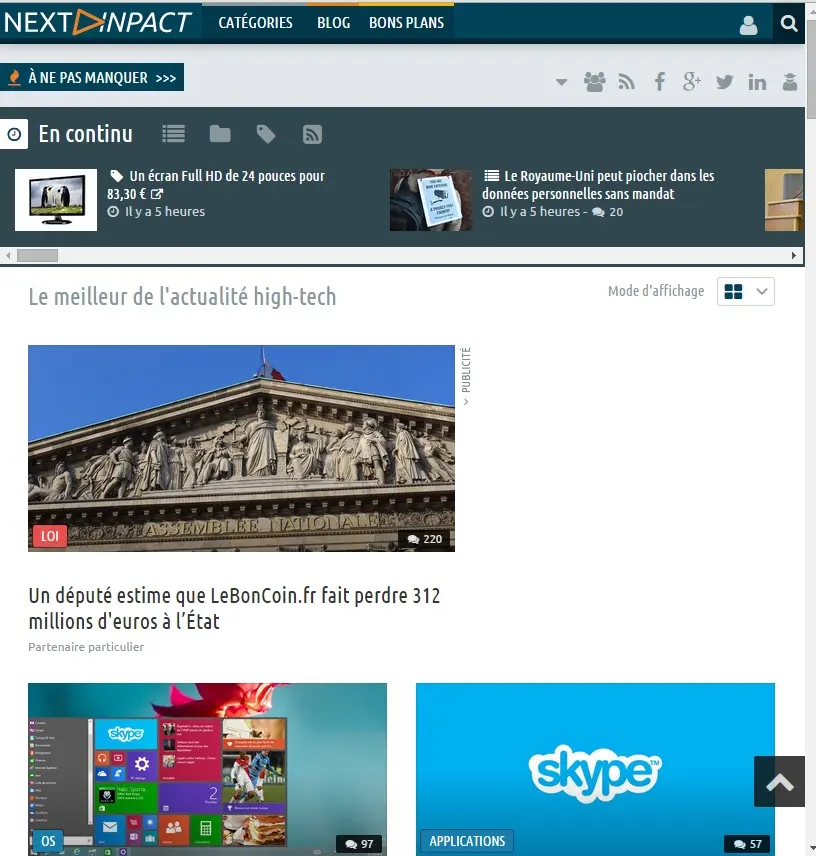 NEXT INPACT
CATÉGORIES BLOG BONS PLANS
À NE PAS MANQUER >>>
En continu
Un écran Full HD de 24 pouces pour
83,30 €
Il y a 5 heures
Le Royaume-Uni peut piocher dans les
données personnelles sans mandat
Il y a 5 heures - 20
Le meilleur de l'actualité high-tech
Mode d'affichage
PUBLICITÉ
ASSEMBLEE NATIONALE
LOI
220
Un député estime que LeBonCoin.fr fait perdre 312
millions d'euros à l’État
Partenaire particulier
skype
2
OS
97
skype™
APPLICATIONS
57